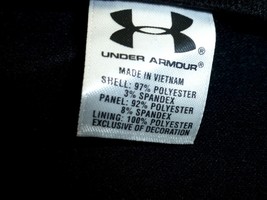 UNDER ARMOUR®
®
MADE IN VIETNAM
SHELL: 97% POLYESTER
3% SPANDEX
PANEL: 92% POLYESTER
8% SPANDEX
LINING: 100% POLYESTER
EXCLUSIVE OF DECORATION